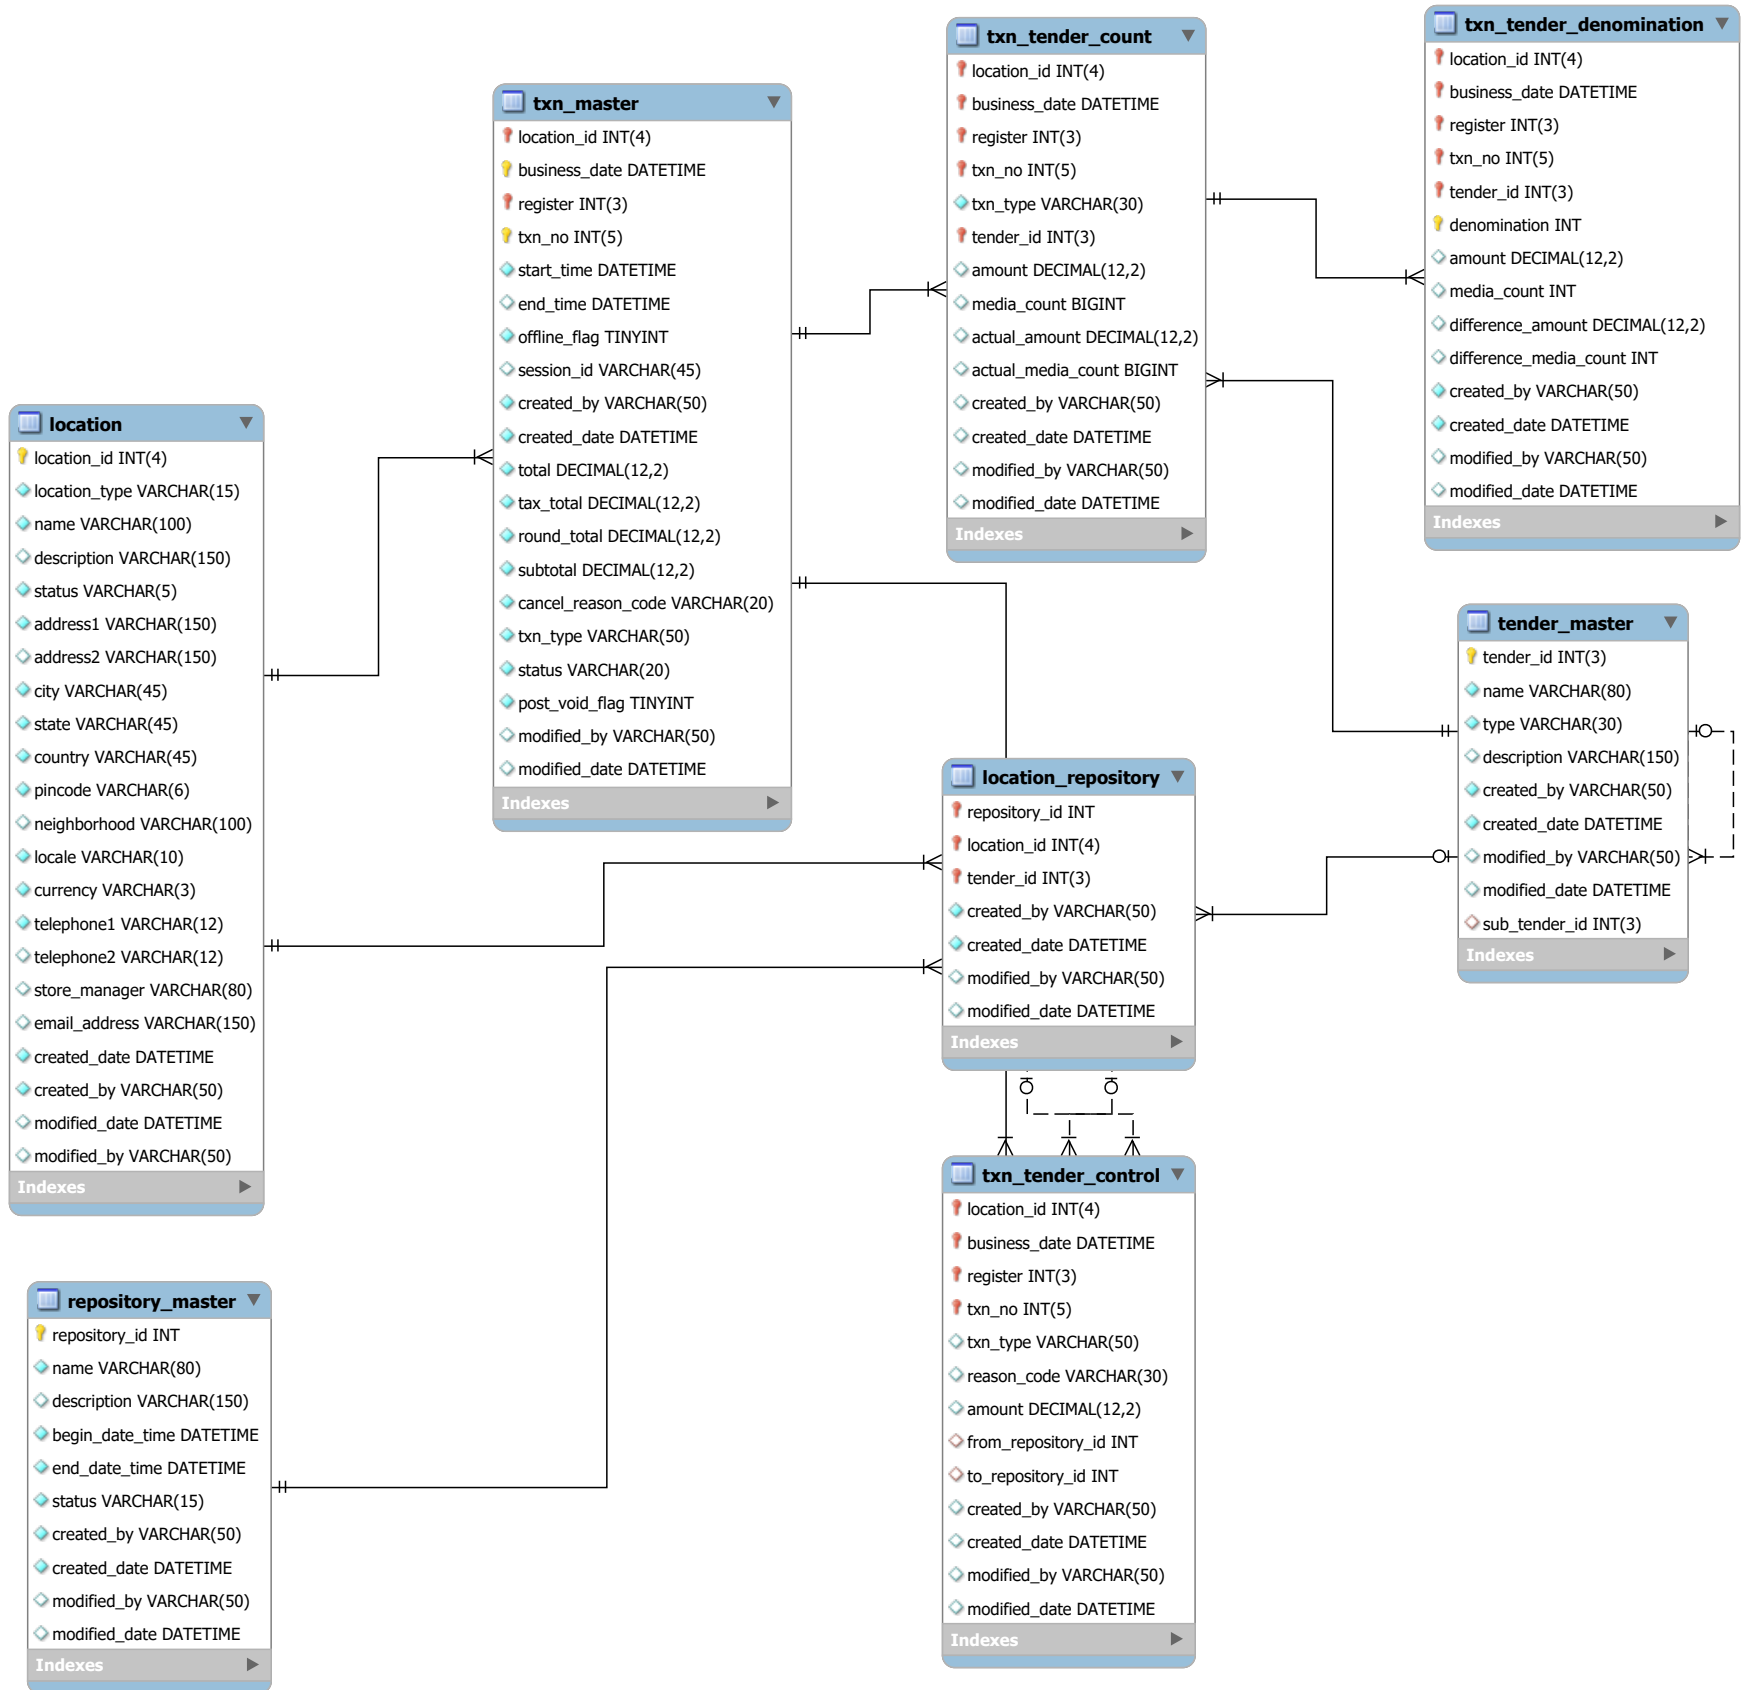 location
location_id INT(4)
location_type VARCHAR(15)
name VARCHAR(100)
description VARCHAR(150)
status VARCHAR(5)
address1 VARCHAR(150)
address2 VARCHAR(150)
city VARCHAR(45)
state VARCHAR(45)
country VARCHAR(45)
pincode VARCHAR(6)
neighborhood VARCHAR(100)
locale VARCHAR(10)
currency VARCHAR(3)
telephone1 VARCHAR(12)
telephone2 VARCHAR(12)
store_manager VARCHAR(80)
email_address VARCHAR(150)
created_date DATETIME
created_by VARCHAR(50)
modified_date DATETIME
modified_by VARCHAR(50)
Indexes
repository_master
repository_id INT
name VARCHAR(80)
description VARCHAR(150)
begin_date_time DATETIME
end_date_time DATETIME
status VARCHAR(15)
created_by VARCHAR(50)
created_date DATETIME
modified_by VARCHAR(50)
modified_date DATETIME
Indexes
txn_master
location_id INT(4)
business_date DATETIME
register INT(3)
txn_no INT(5)
start_time DATETIME
end_time DATETIME
offline_flag TINYINT
session_id VARCHAR(45)
created_by VARCHAR(50)
created_date DATETIME
total DECIMAL(12,2)
tax_total DECIMAL(12,2)
round_total DECIMAL(12,2)
subtotal DECIMAL(12,2)
cancel_reason_code VARCHAR(20)
txn_type VARCHAR(50)
status VARCHAR(20)
post_void_flag TINYINT
modified_by VARCHAR(50)
modified_date DATETIME
Indexes
txn_tender_count
location_id INT(4)
business_date DATETIME
register INT(3)
txn_no INT(5)
txn_type VARCHAR(30)
tender_id INT(3)
amount DECIMAL(12,2)
media_count BIGINT
actual_amount DECIMAL(12,2)
actual_media_count BIGINT
created_by VARCHAR(50)
created_date DATETIME
modified_by VARCHAR(50)
modified_date DATETIME
Indexes
location_repository
repository_id INT
location_id INT(4)
tender_id INT(3)
created_by VARCHAR(50)
created_date DATETIME
modified_by VARCHAR(50)
modified_date DATETIME
Indexes
txn_tender_control
location_id INT(4)
business_date DATETIME
register INT(3)
txn_no INT(5)
txn_type VARCHAR(50)
reason_code VARCHAR(30)
amount DECIMAL(12,2)
from_repository_id INT
to_repository_id INT
created_by VARCHAR(50)
created_date DATETIME
modified_by VARCHAR(50)
modified_date DATETIME
Indexes
txn_tender_denomination
location_id INT(4)
business_date DATETIME
register INT(3)
txn_no INT(5)
tender_id INT(3)
denomination INT
amount DECIMAL(12,2)
media_count INT
difference_amount DECIMAL(12,2)
difference_media_count INT
created_by VARCHAR(50)
created_date DATETIME
modified_by VARCHAR(50)
modified_date DATETIME
Indexes
tender_master
tender_id INT(3)
name VARCHAR(80)
type VARCHAR(30)
description VARCHAR(150)
created_by VARCHAR(50)
created_date DATETIME
modified_by VARCHAR(50)
modified_date DATETIME
sub_tender_id INT(3)
Indexes